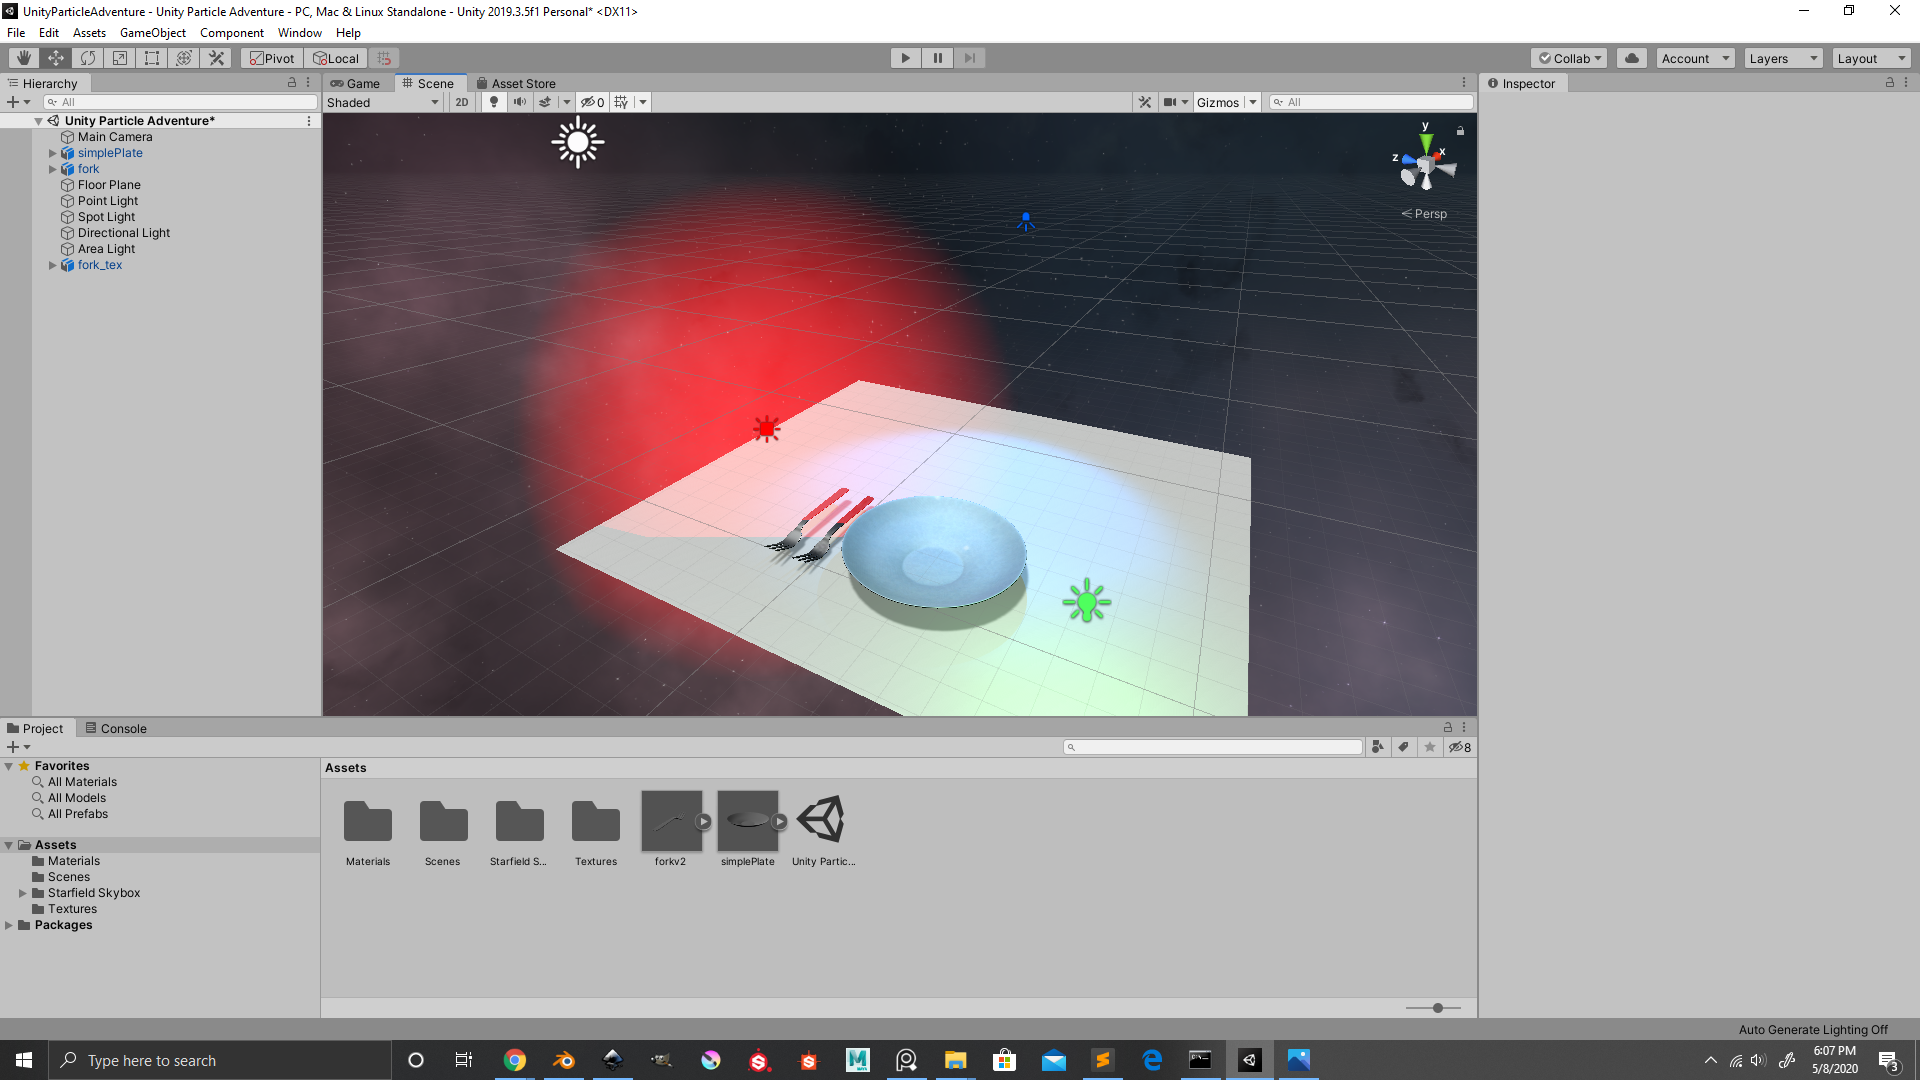 UnityParticleAdventure - Unity Particle Adventure - PC, Mac & Linux Standalone - Unity 2019.3.5f1 Personal* <DX11>
File Edit Assets GameObject Component Window Help
Pivot Local Collab Account Layers Layout
Hierarchy Game Scene Asset Store Inspector
All Shaded 2D 0 Gizmos All
Unity Particle Adventure*
Main Camera
simplePlate
fork
Floor Plane
Point Light
Spot Light
Directional Light
Area Light
fork_tex
y
z x
Persp
Project Console
8
Favorites
All Materials
All Models
All Prefabs
Assets
Materials
Scenes
Starfield Skybox
Textures
Packages
Assets
Materials Scenes Starfield S... Textures forkv2 simplePlate Unity Partic...
Auto Generate Lighting Off
Type here to search
6:07 PM
5/8/2020
3